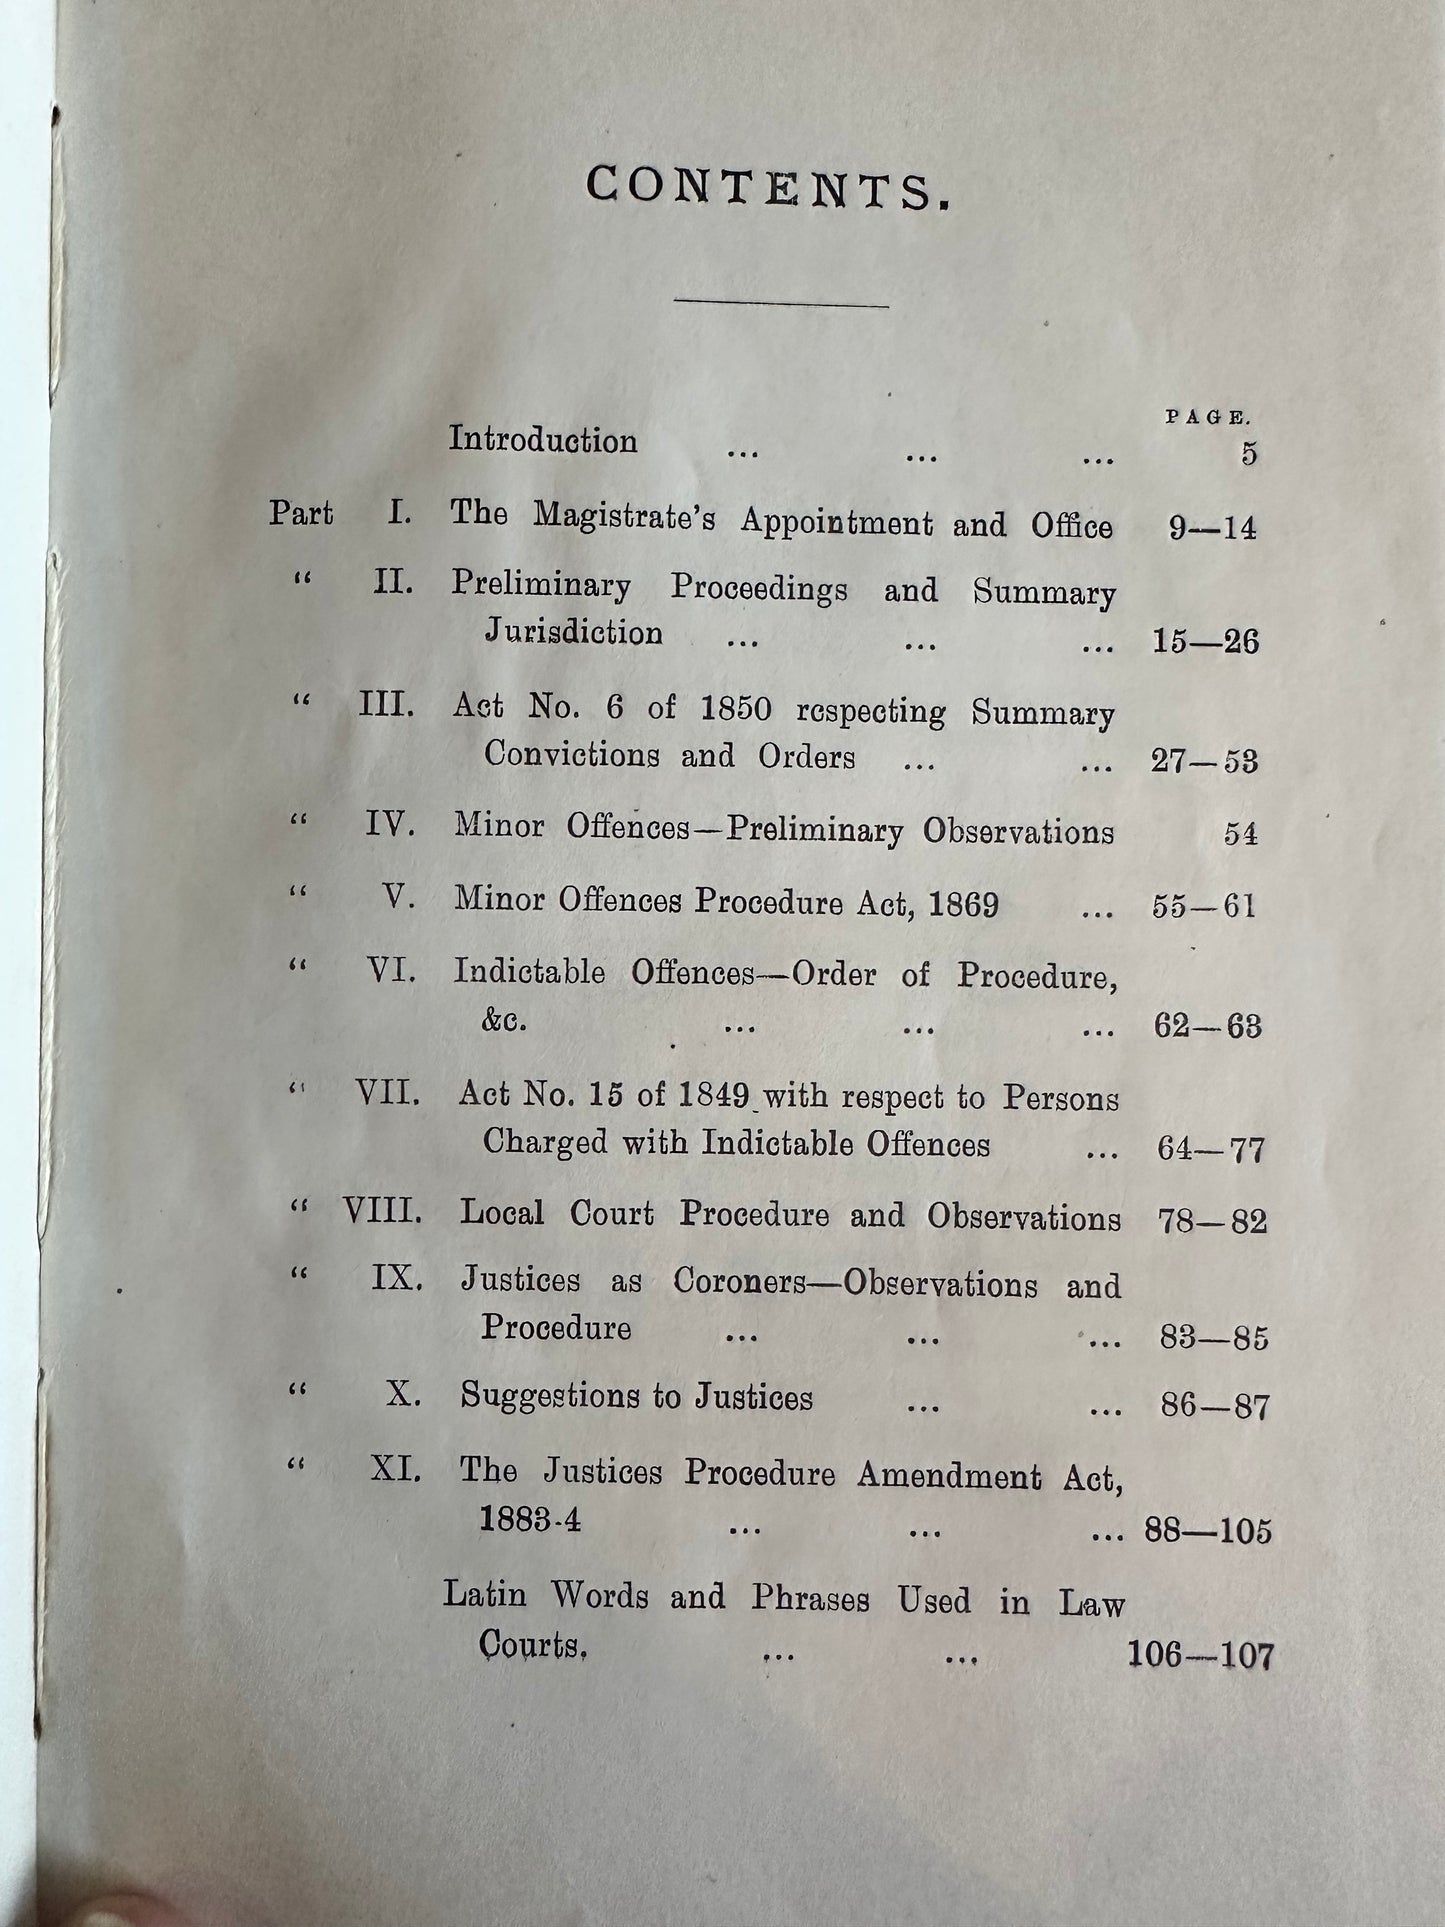 CONTENTS.
PAGE.
Introduction ... ... ... 5
Part I. The Magistrate's Appointment and Office 9—14
“ II. Preliminary Proceedings and Summary
Jurisdiction ... ... ... 15—26
“ III. Act No. 6 of 1850 respecting Summary
Convictions and Orders ... ... 27—53
“ IV. Minor Offences—Preliminary Observations 54
“ V. Minor Offences Procedure Act, 1869 ... 55—61
“ VI. Indictable Offences—Order of Procedure,
&c. ... ... ... 62—63
“ VII. Act No. 15 of 1849 with respect to Persons
Charged with Indictable Offences ... 64—77
“ VIII. Local Court Procedure and Observations 78—82
“ IX. Justices as Coroners—Observations and
Procedure ... ... ... 83—85
“ X. Suggestions to Justices ... ... 86—87
“ XI. The Justices Procedure Amendment Act,
1883-4 ... ... ... 88—105
Latin Words and Phrases Used in Law
Courts. ... ... 106—107